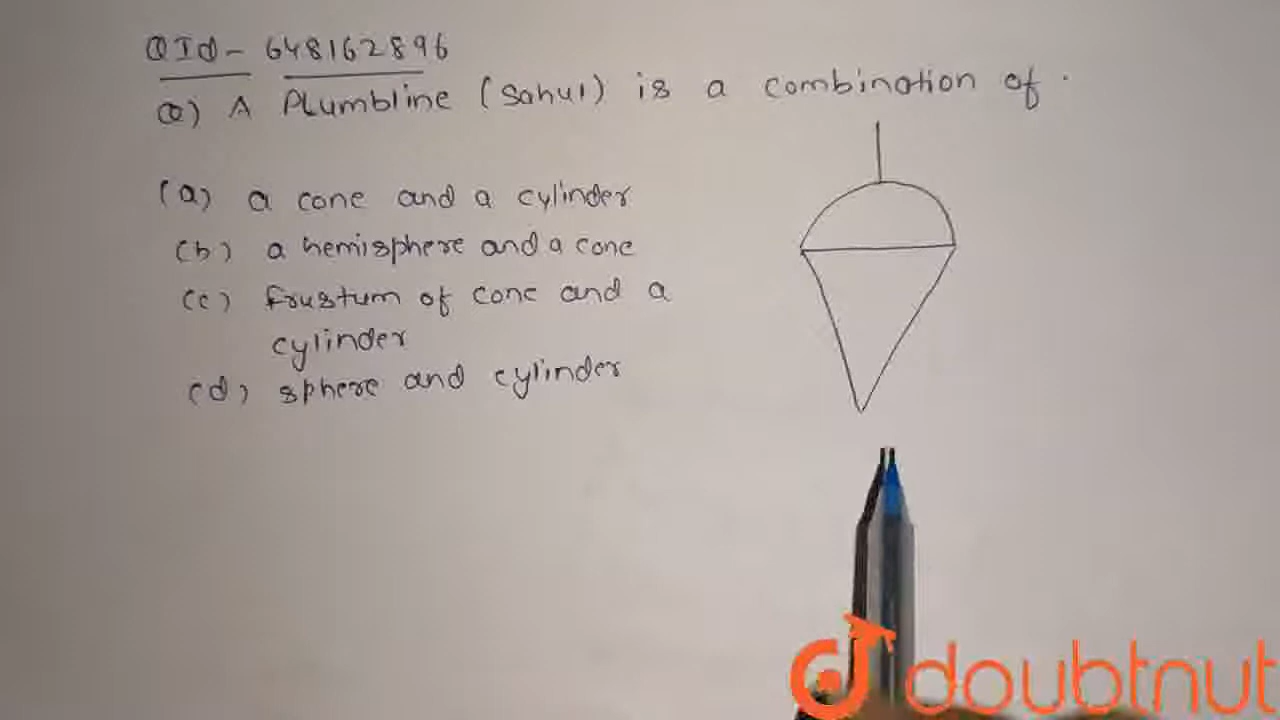 QId - 648162896
Q) A Plumbline (Sahul) is a combination of.
(a) a cone and a cylinder
(b) a hemisphere and a cone
(c) frustum of cone and a
cylinder
(d) sphere and cylinder
doubtnut